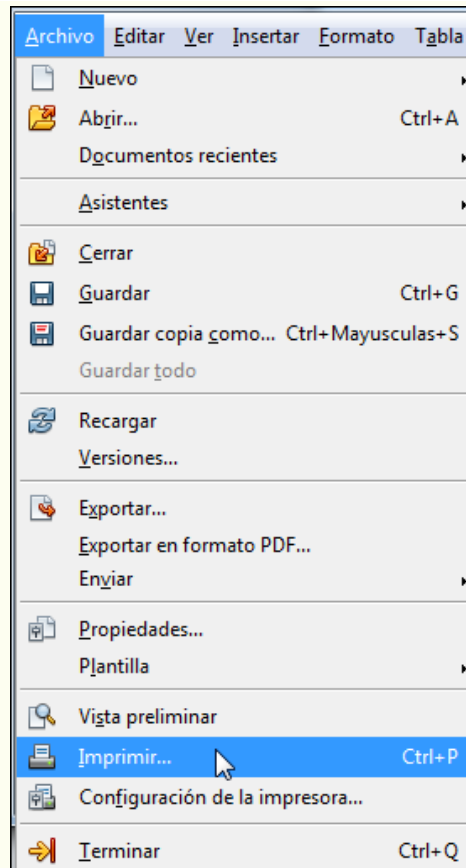 Archivo Editar Ver Insertar Formato Tabla
Nuevo
Abrir... Ctrl+A
Documentos recientes
Asistentes
Cerrar
Guardar Ctrl+G
Guardar copia como... Ctrl+Mayusculas+S
Guardar todo
Recargar
Versiones...
Exportar...
Exportar en formato PDF...
Enviar
Propiedades...
Plantilla
Vista preliminar
Imprimir... Ctrl+P
Configuración de la impresora...
Terminar Ctrl+Q